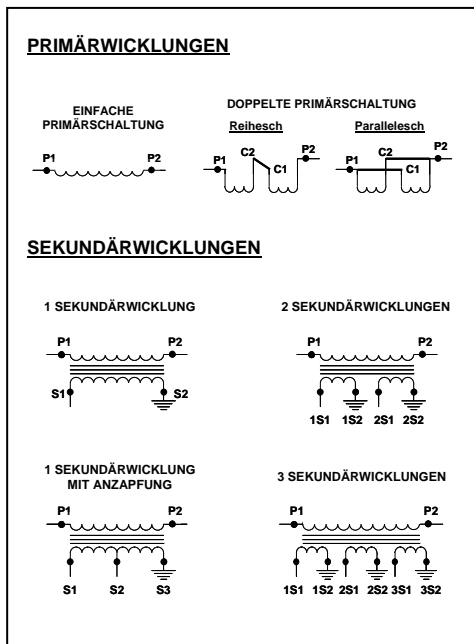 PRIMÄRWICKLUNGEN
EINFACHE
PRIMÄRSCHALTUNG
P1 P2
DOPPELTE PRIMÄRSCHALTUNG
Reihesch
P1 C2 C1 P2
Parallelesch
P1 C2 C1 P2
SEKUNDÄRWICKLUNGEN
1 SEKUNDÄRWICKLUNG
P1 P2
S1 S2
2 SEKUNDÄRWICKLUNGEN
P1 P2
1S1 1S2 2S1 2S2
1 SEKUNDÄRWICKLUNG
MIT ANZAPFUNG
P1 P2
S1 S2 S3
3 SEKUNDÄRWICKLUNGEN
P1 P2
1S1 1S2 2S1 2S2 3S1 3S2